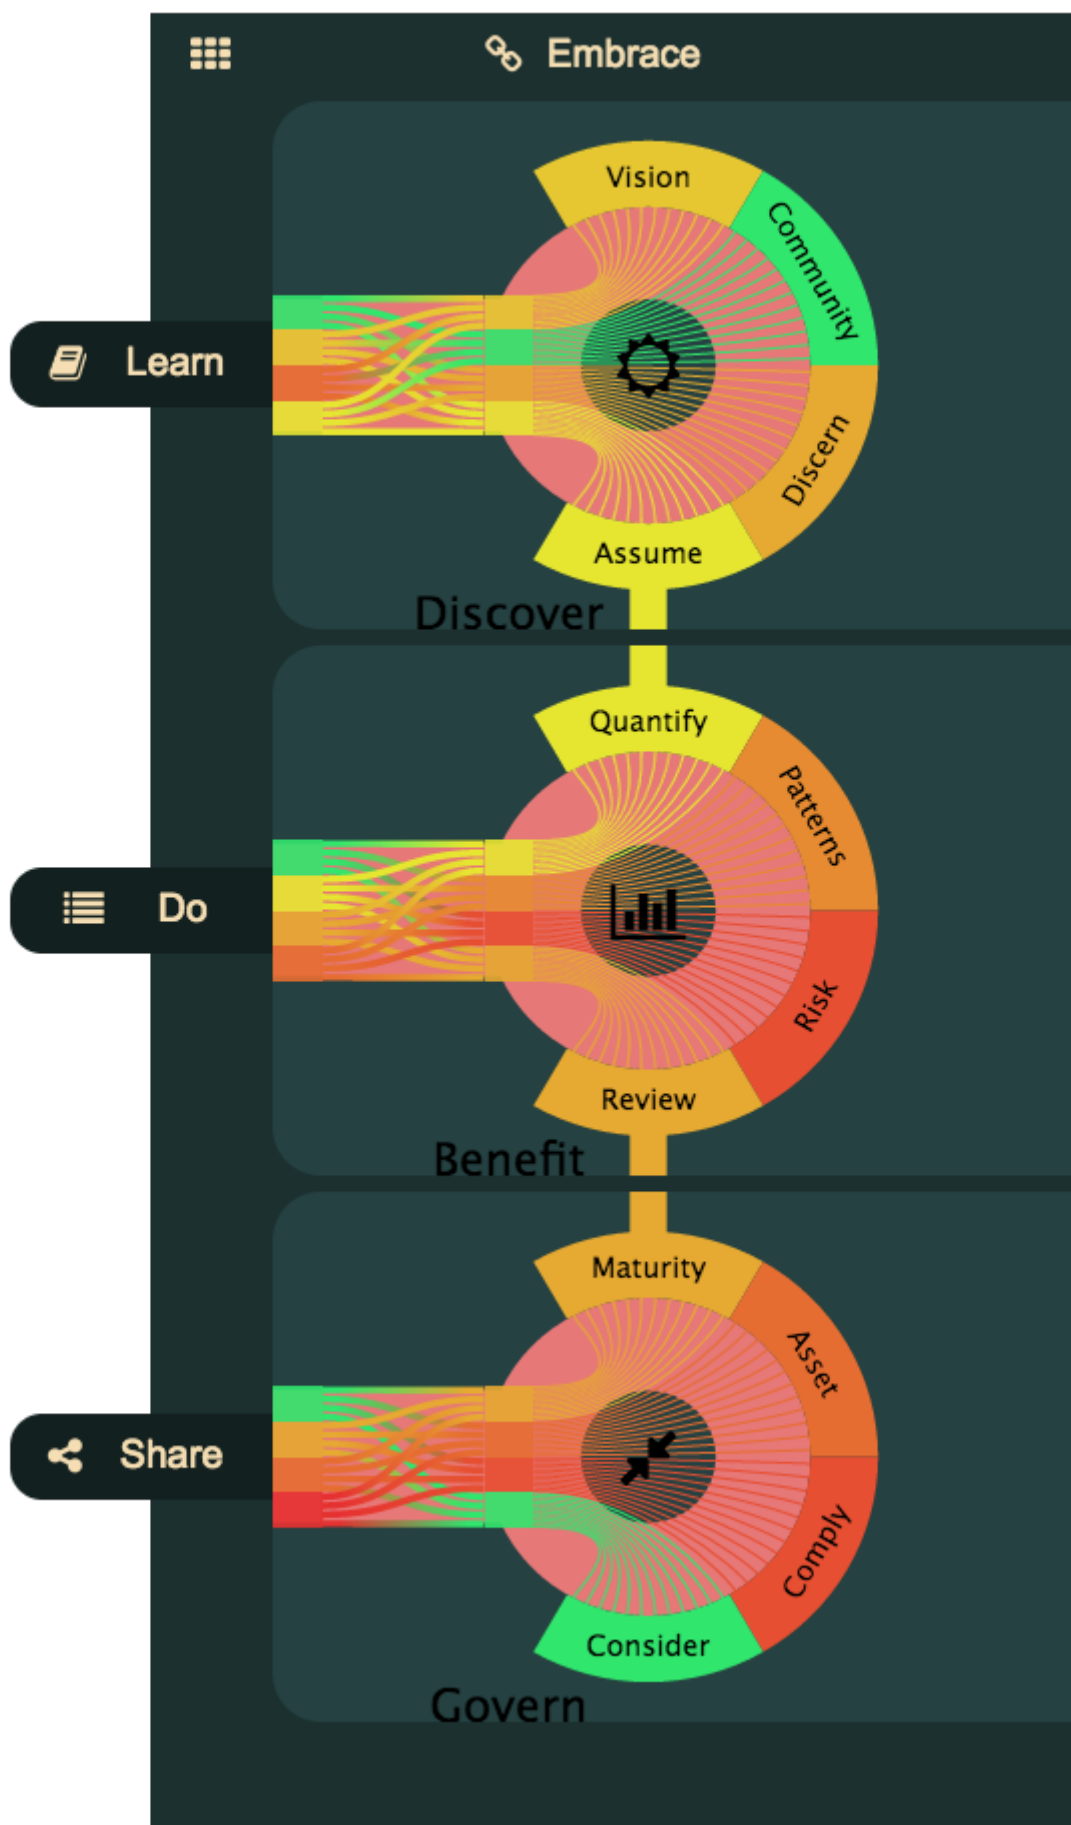 Embrace
Vision
Community
Learn
Discern
Assume
Discover
Quantify
Patterns
Do
Risk
Review
Benefit
Maturity
Asset
Share
Comply
Consider
Govern